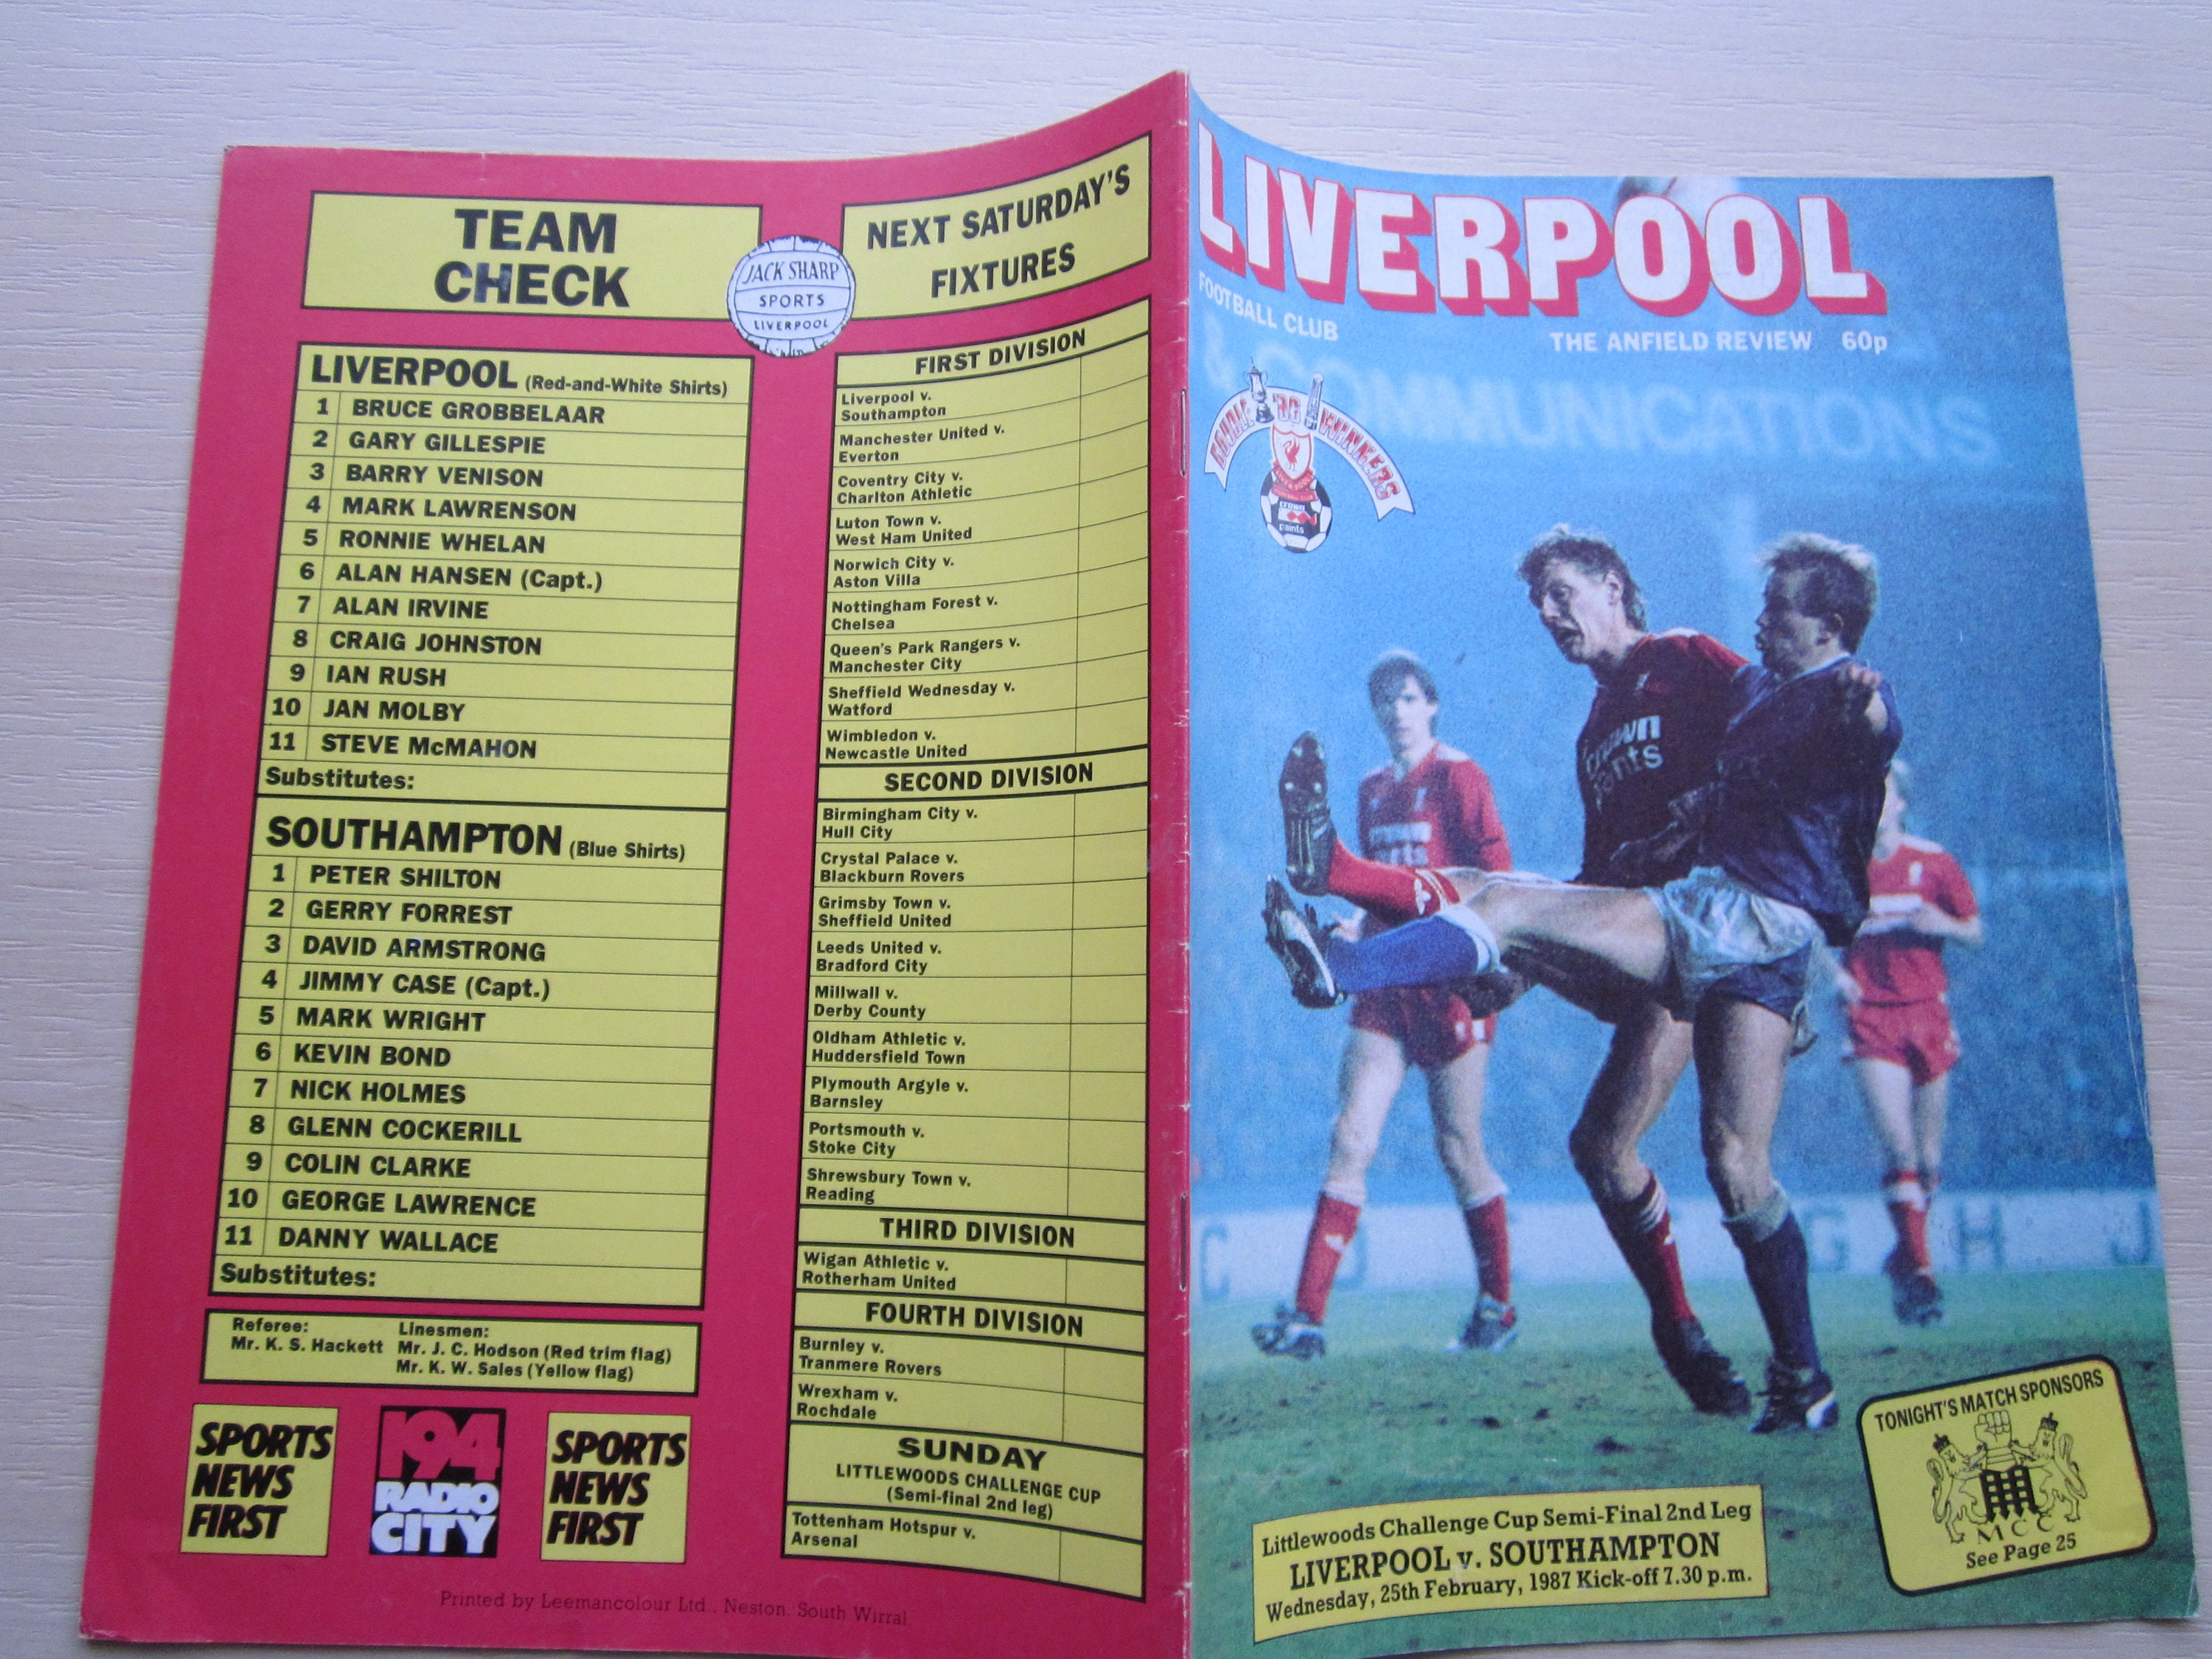 TEAM
CHECK
JACK SHARP
SPORTS
LIVERPOOL
NEXT SATURDAY'S
FIXTURES
LIVERPOOL (Red-and-White Shirts)
1 BRUCE GROBBELAAR
2 GARY GILLESPIE
3 BARRY VENISON
4 MARK LAWRENSON
5 RONNIE WHELAN
6 ALAN HANSEN (Capt.)
7 ALAN IRVINE
8 CRAIG JOHNSTON
9 IAN RUSH
10 JAN MOLBY
11 STEVE McMAHON
Substitutes:
SOUTHAMPTON (Blue Shirts)
1 PETER SHILTON
2 GERRY FORREST
3 DAVID ARMSTRONG
4 JIMMY CASE (Capt.)
5 MARK WRIGHT
6 KEVIN BOND
7 NICK HOLMES
8 GLENN COCKERILL
9 COLIN CLARKE
10 GEORGE LAWRENCE
11 DANNY WALLACE
Substitutes:
Referee:
Mr. K. S. Hackett
Linesmen:
Mr. J. C. Hodson (Red trim flag)
Mr. K. W. Sales (Yellow flag)
SPORTS
NEWS
FIRST
194
RADIO
CITY
SPORTS
NEWS
FIRST
Printed by Leemancolour Ltd., Neston, South Wirral
FIRST DIVISION
Liverpool v.
Southampton
Manchester United v.
Everton
Coventry City v.
Charlton Athletic
Luton Town v.
West Ham United
Norwich City v.
Aston Villa
Nottingham Forest v.
Chelsea
Queen's Park Rangers v.
Manchester City
Sheffield Wednesday v.
Watford
Wimbledon v.
Newcastle United
SECOND DIVISION
Birmingham City v.
Hull City
Crystal Palace v.
Blackburn Rovers
Grimsby Town v.
Sheffield United
Leeds United v.
Bradford City
Millwall v.
Derby County
Oldham Athletic v.
Huddersfield Town
Plymouth Argyle v.
Barnsley
Portsmouth v.
Stoke City
Shrewsbury Town v.
Reading
THIRD DIVISION
Wigan Athletic v.
Rotherham United
FOURTH DIVISION
Burnley v.
Tranmere Rovers
Wrexham v.
Rochdale
SUNDAY
LITTLEWOODS CHALLENGE CUP
(Semi-final 2nd leg)
Tottenham Hotspur v.
Arsenal
LIVERPOOL
FOOTBALL CLUB
THE ANFIELD REVIEW 60p
& COMMUNICATIONS
DOUBLE '86 WINNERS
crown
paints
Crown
TONIGHT'S MATCH SPONSORS
MCC
See Page 25
Littlewoods Challenge Cup Semi-Final 2nd Leg
LIVERPOOL v. SOUTHAMPTON
Wednesday, 25th February, 1987 Kick-off 7.30 p.m.